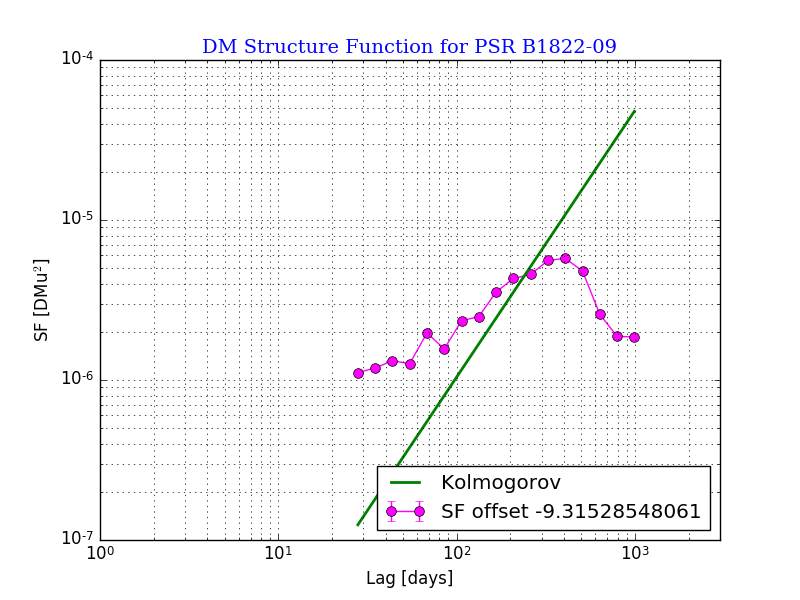 DM Structure Function for PSR B1822-09
10⁻⁴
10⁻⁵
10⁻⁶
10⁻⁷
SF [DMu²]
Kolmogorov
SF offset -9.31528548061
10⁰ 10¹ 10² 10³
Lag [days]